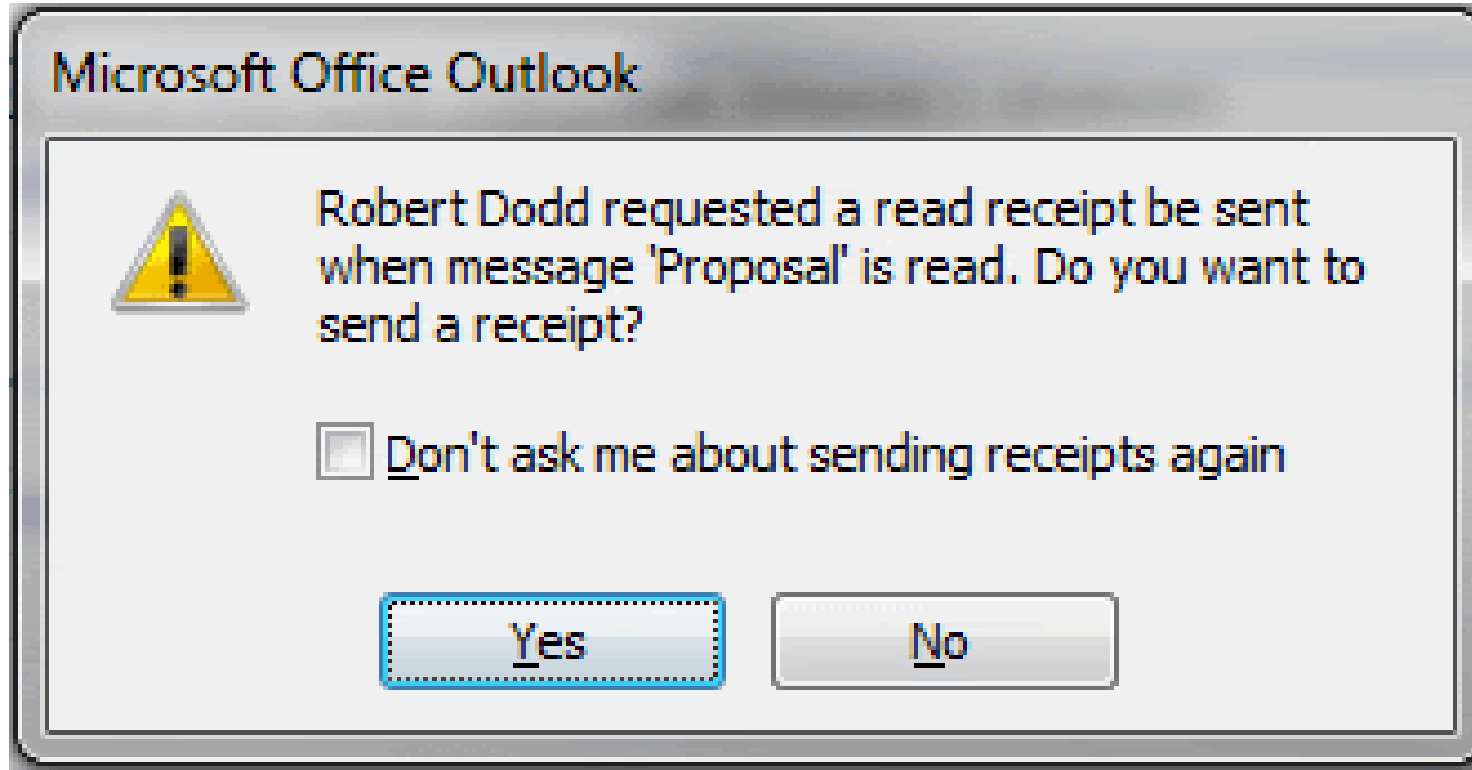 Microsoft Office Outlook
Robert Dodd requested a read receipt be sent
when message 'Proposal' is read. Do you want to
send a receipt?
Don't ask me about sending receipts again
Yes
No